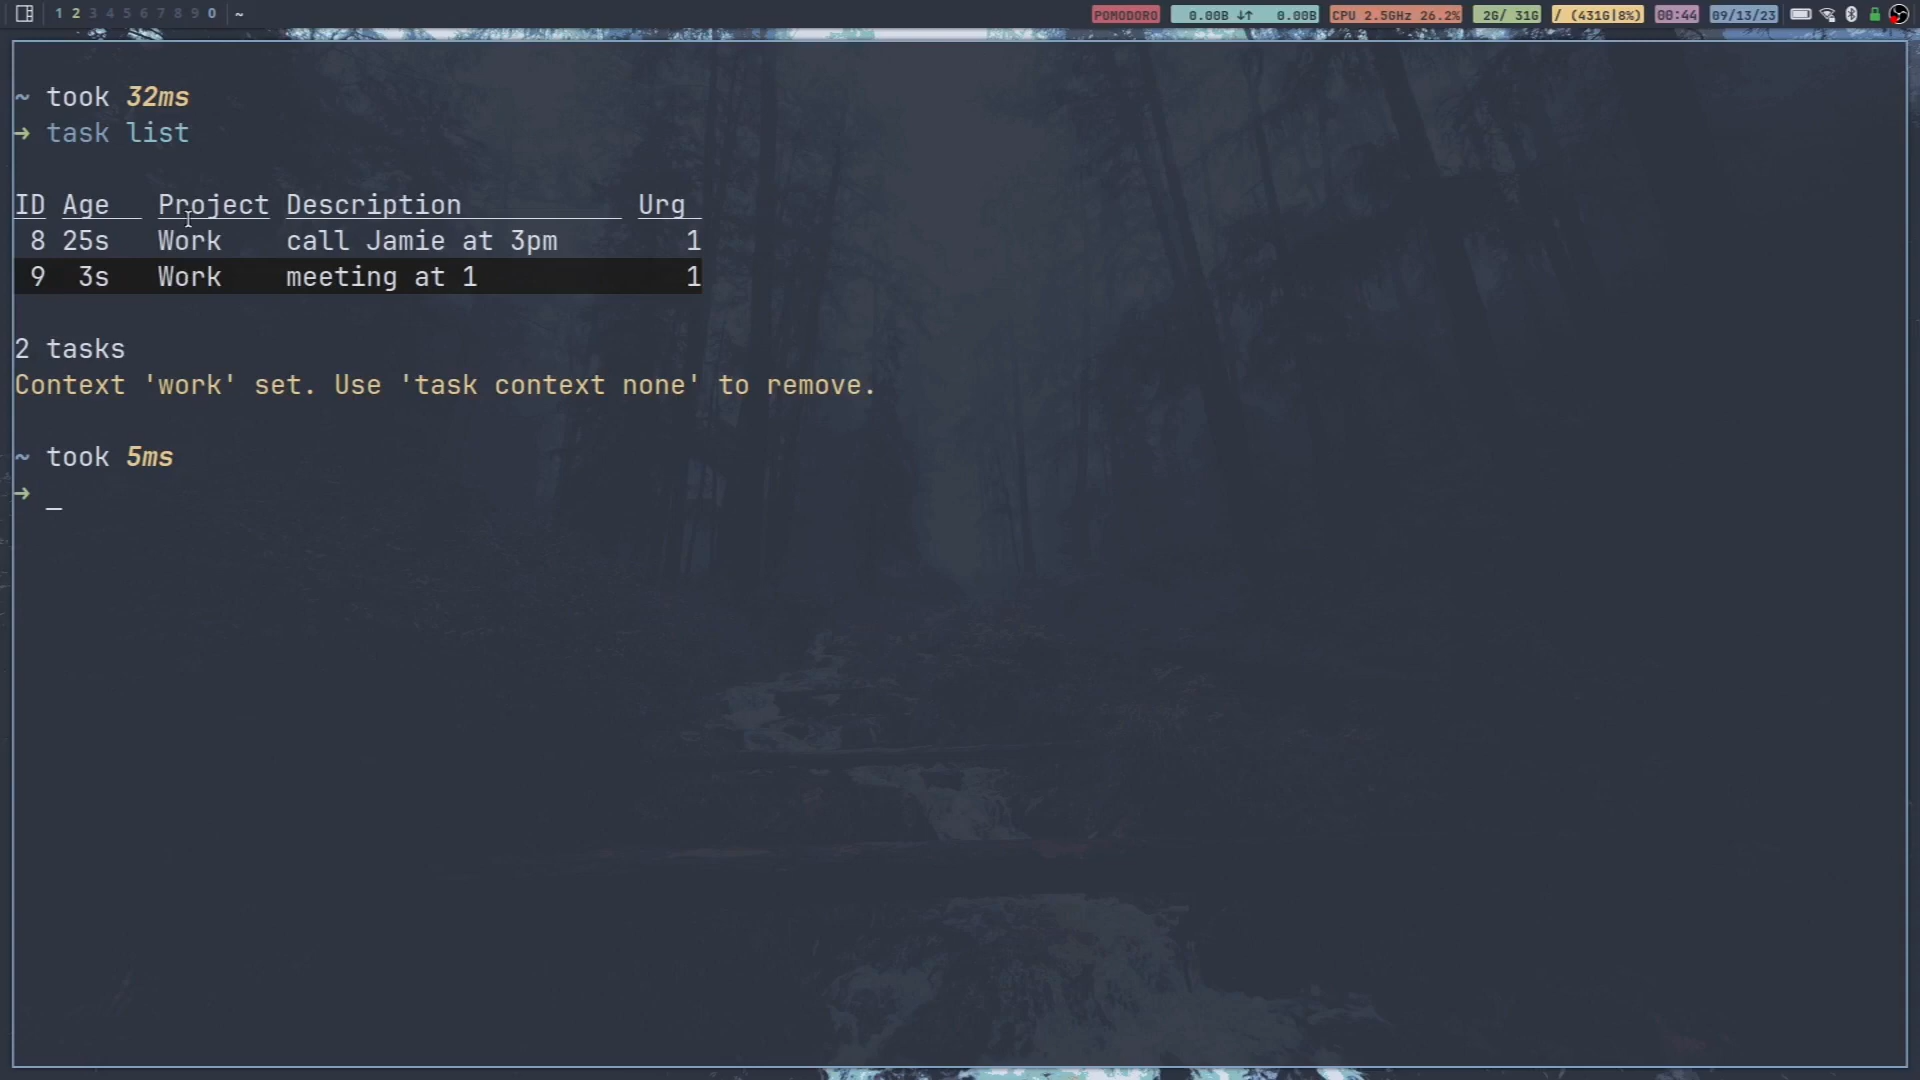 1 2 3 4 5 6 7 8 9 0 ~ POMODORO 0.00B ↓↑ 0.00B CPU 2.5GHz 26.2% 2G/ 31G / (431G|8%) 08:44 09/13/23
~ took 32ms
→ task list
ID Age Project Description Urg
8 25s Work call Jamie at 3pm 1
9 3s Work meeting at 1 1
2 tasks
Context 'work' set. Use 'task context none' to remove.
~ took 5ms
→ _